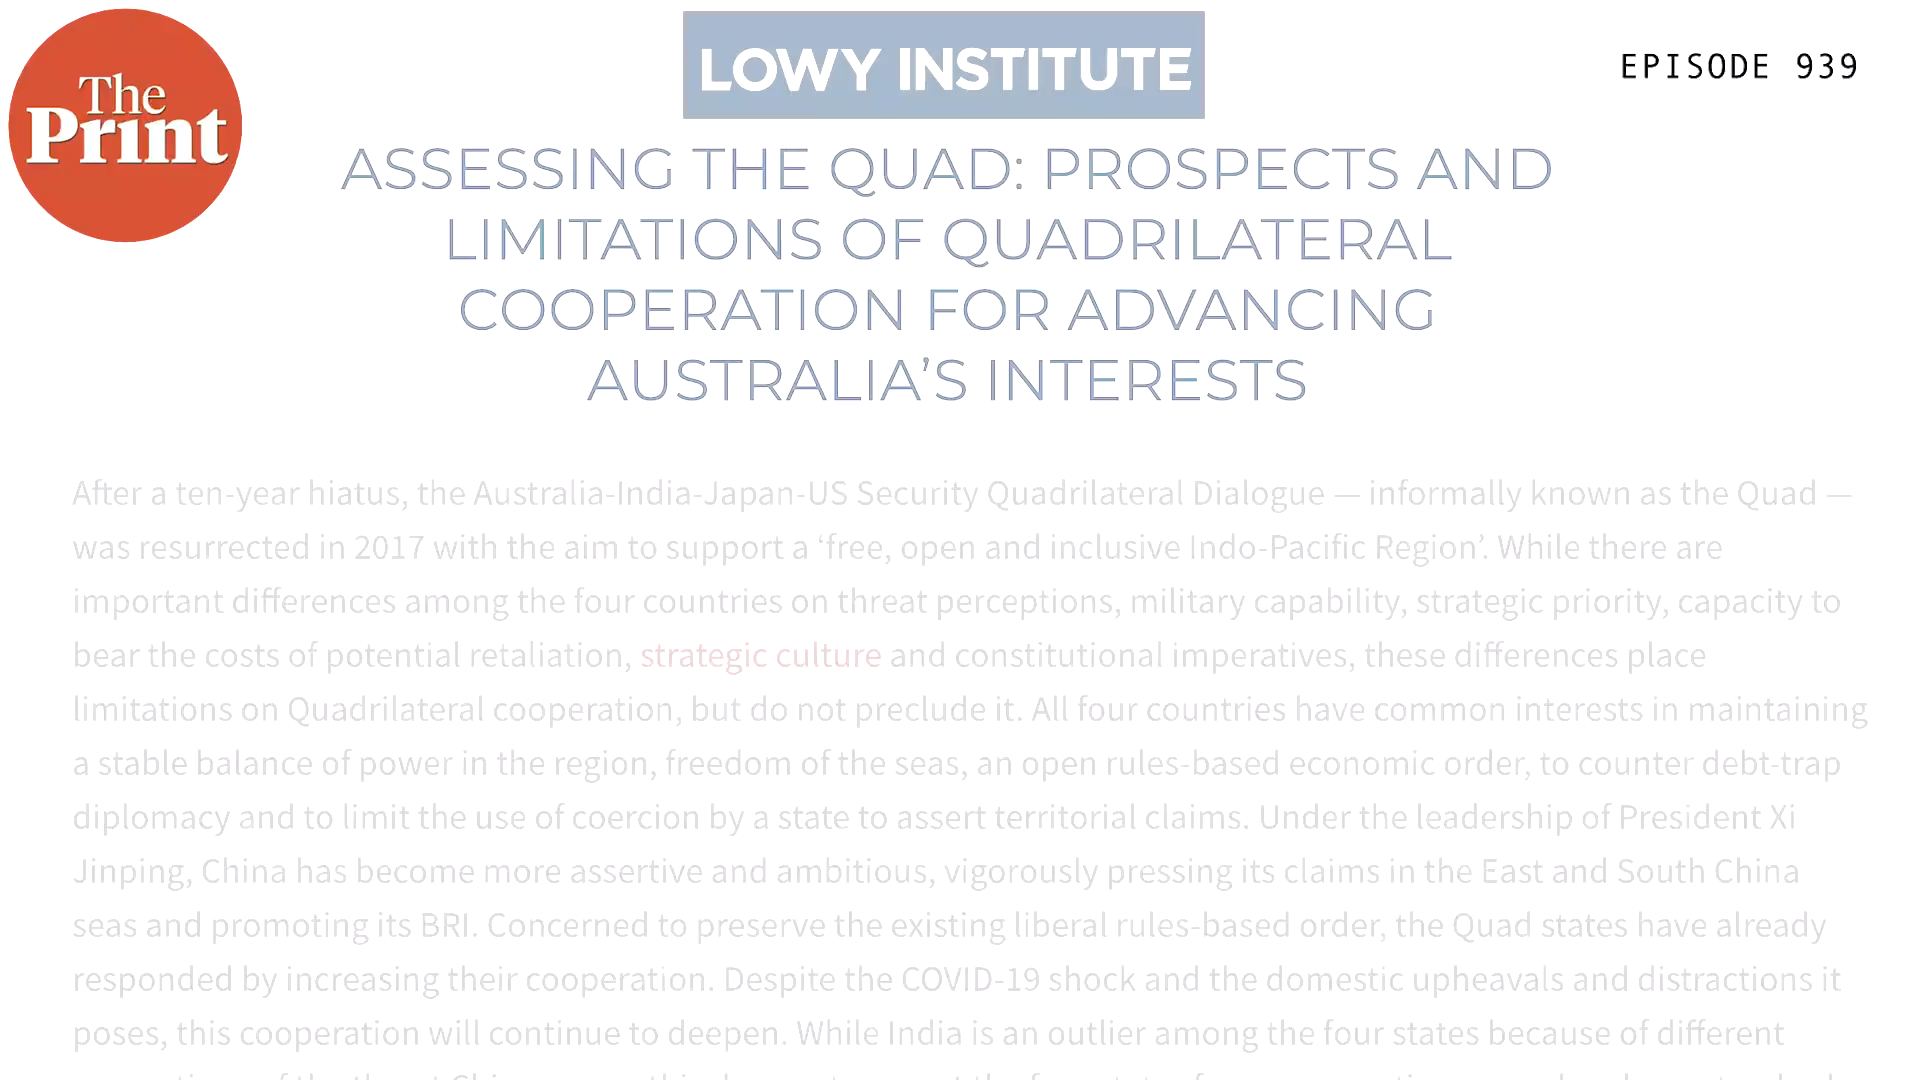 The
Print
LOWY INSTITUTE
EPISODE 939
ASSESSING THE QUAD: PROSPECTS AND
LIMITATIONS OF QUADRILATERAL
COOPERATION FOR ADVANCING
AUSTRALIA’S INTERESTS
After a ten-year hiatus, the Australia-India-Japan-US Security Quadrilateral Dialogue — informally known as the Quad —
was resurrected in 2017 with the aim to support a ‘free, open and inclusive Indo-Pacific Region’. While there are
important differences among the four countries on threat perceptions, military capability, strategic priority, capacity to
bear the costs of potential retaliation, strategic culture and constitutional imperatives, these differences place
limitations on Quadrilateral cooperation, but do not preclude it. All four countries have common interests in maintaining
a stable balance of power in the region, freedom of the seas, an open rules-based economic order, to counter debt-trap
diplomacy and to limit the use of coercion by a state to assert territorial claims. Under the leadership of President Xi
Jinping, China has become more assertive and ambitious, vigorously pressing its claims in the East and South China
seas and promoting its BRI. Concerned to preserve the existing liberal rules-based order, the Quad states have already
responded by increasing their cooperation. Despite the COVID-19 shock and the domestic upheavals and distractions it
poses, this cooperation will continue to deepen. While India is an outlier among the four states because of different